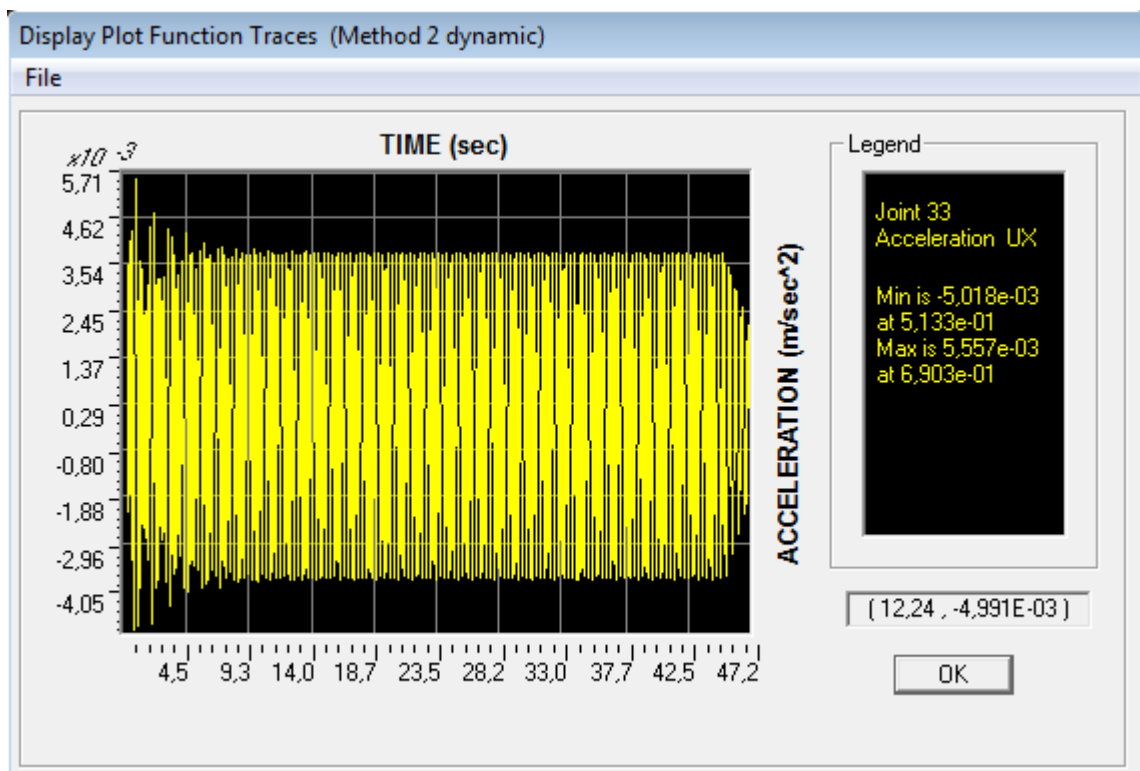 Display Plot Function Traces (Method 2 dynamic)
File
TIME (sec)
x10 -3
5,71
4,62
3,54
2,45
1,37
0,29
-0,80
-1,88
-2,96
-4,05
4,5 9,3 14,0 18,7 23,5 28,2 33,0 37,7 42,5 47,2
ACCELERATION (m/sec^2)
Legend
Joint 33
Acceleration UX
Min is -5,018e-03
at 5,133e-01
Max is 5,557e-03
at 6,903e-01
( 12,24 , -4,991E-03 )
OK